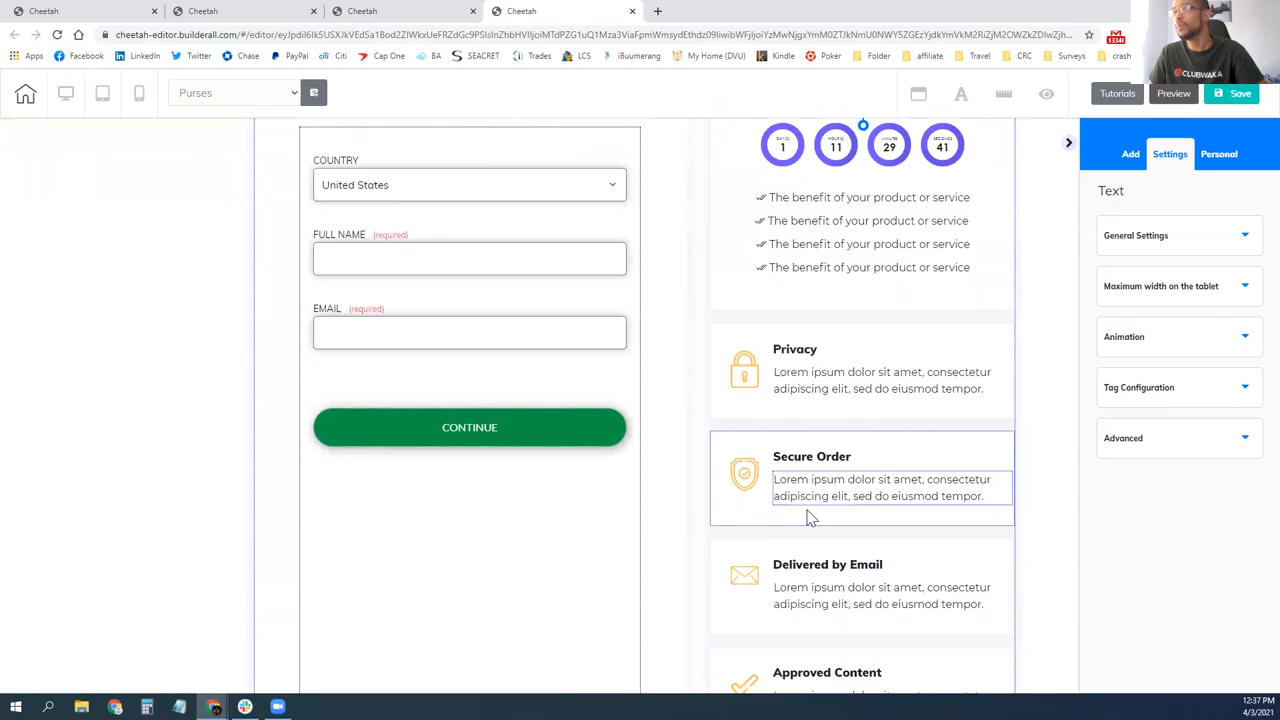 Cheetah
Cheetah
Cheetah
Cheetah
cheetah-editor.builderall.com/#/editor/
Apps
Facebook
LinkedIn
Twitter
Chase
PayPal
Citi
Cap One
BA
SEACRET
Trades
LCS
iBuumerang
My Home (DVU)
Kindle
Poker
Folder
affiliate
Travel
CRC
Surveys
crash
CLUBWAKA
Purses
Tutorials
Preview
Save
COUNTRY
United States
FULL NAME (required)
EMAIL (required)
CONTINUE
1
11
29
41
The benefit of your product or service
The benefit of your product or service
The benefit of your product or service
The benefit of your product or service
Privacy
Lorem ipsum dolor sit amet, consectetur
adipiscing elit, sed do eiusmod tempor.
Secure Order
Lorem ipsum dolor sit amet, consectetur
adipiscing elit, sed do eiusmod tempor.
Delivered by Email
Lorem ipsum dolor sit amet, consectetur
adipiscing elit, sed do eiusmod tempor.
Approved Content
Add
Settings
Personal
Text
General Settings
Maximum width on the tablet
Animation
Tag Configuration
Advanced
12:37 PM
4/3/2021